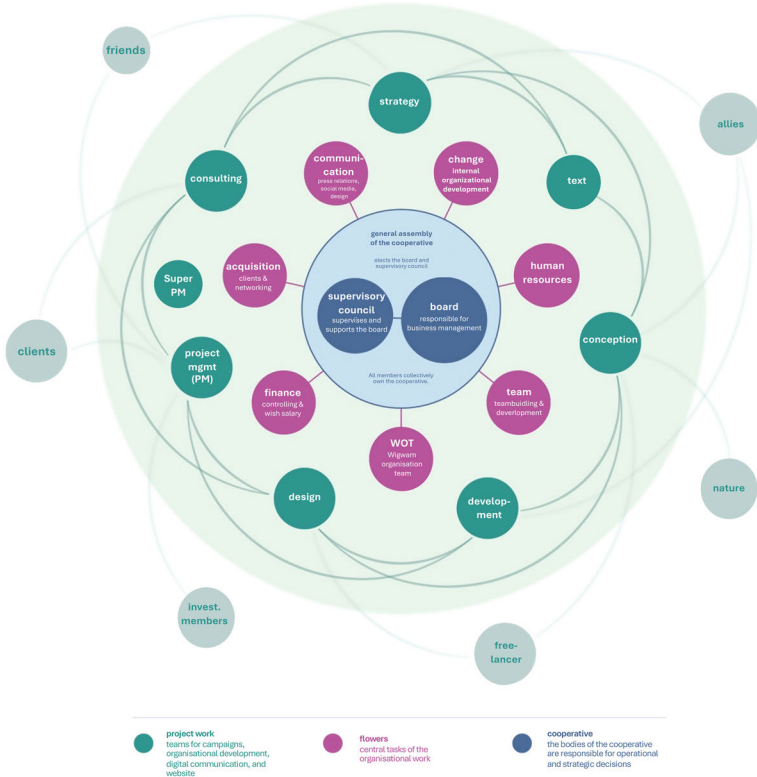 friends
allies
strategy
communi-
cation
press relations,
social media,
design
change
internal
organizational
development
consulting
text
general assembly
of the cooperative
elects the board and
supervisory council
acquisition
clients &
networking
human
resources
Super
PM
supervisory
council
supervises and
supports the board
board
responsible for
business management
clients
project
mgmt
(PM)
conception
All members collectively
own the cooperative.
finance
controlling &
wish salary
team
teambuidling &
derverlopment
WOT
Wigwam
organisation
team
nature
design
develop-
ment
invest.
members
free-
lancer
project work
teams for campaigns,
organisational development,
digital communication, and
website
flowers
central tasks of the
organisational work
cooperative
the bodies of the cooperative
are responsible for operational
and strategic decisions